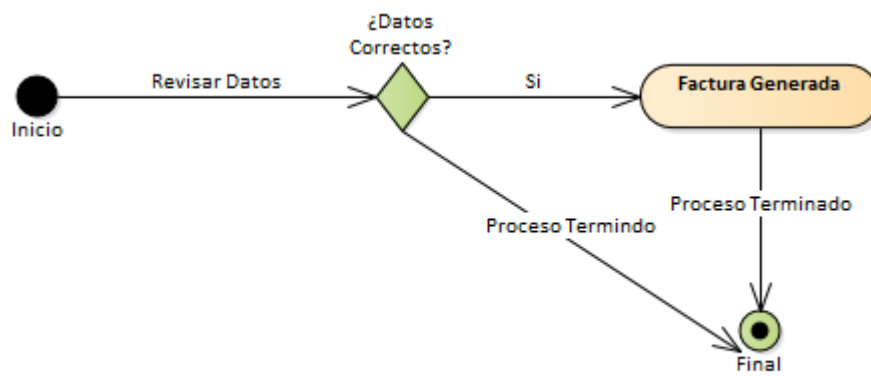 ¿Datos
Correctos?
Revisar Datos
Si
Factura Generada
Inicio
Proceso Terminado
Proceso Termindo
Final